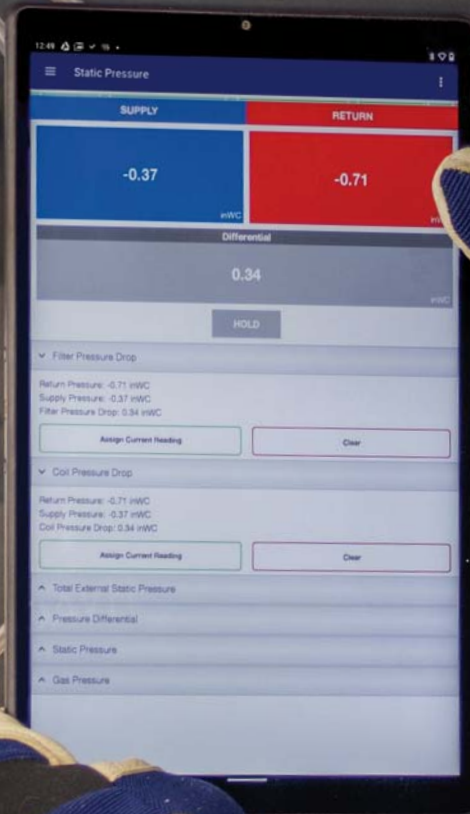 12:49
Static Pressure
SUPPLY
RETURN
-0.37
-0.71
inWC
Differential
0.34
inWC
HOLD
Filter Pressure Drop
Return Pressure: -0.71 inWC
Supply Pressure: -0.37 inWC
Filter Pressure Drop: 0.34 inWC
Assign Current Reading
Clear
Coil Pressure Drop
Return Pressure: -0.71 inWC
Supply Pressure: -0.37 inWC
Coil Pressure Drop: 0.34 inWC
Assign Current Reading
Clear
Total External Static Pressure
Pressure Differential
Static Pressure
Gas Pressure